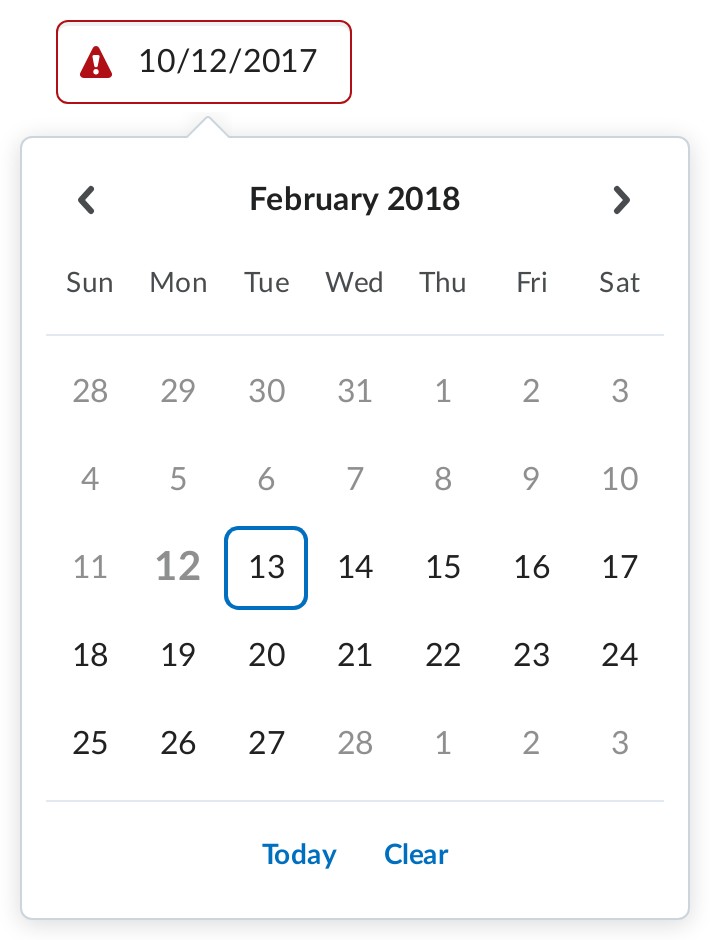 10/12/2017
February 2018
Sun Mon Tue Wed Thu Fri Sat
28 29 30 31 1 2 3
4 5 6 7 8 9 10
11 12 13 14 15 16 17
18 19 20 21 22 23 24
25 26 27 28 1 2 3
Today Clear